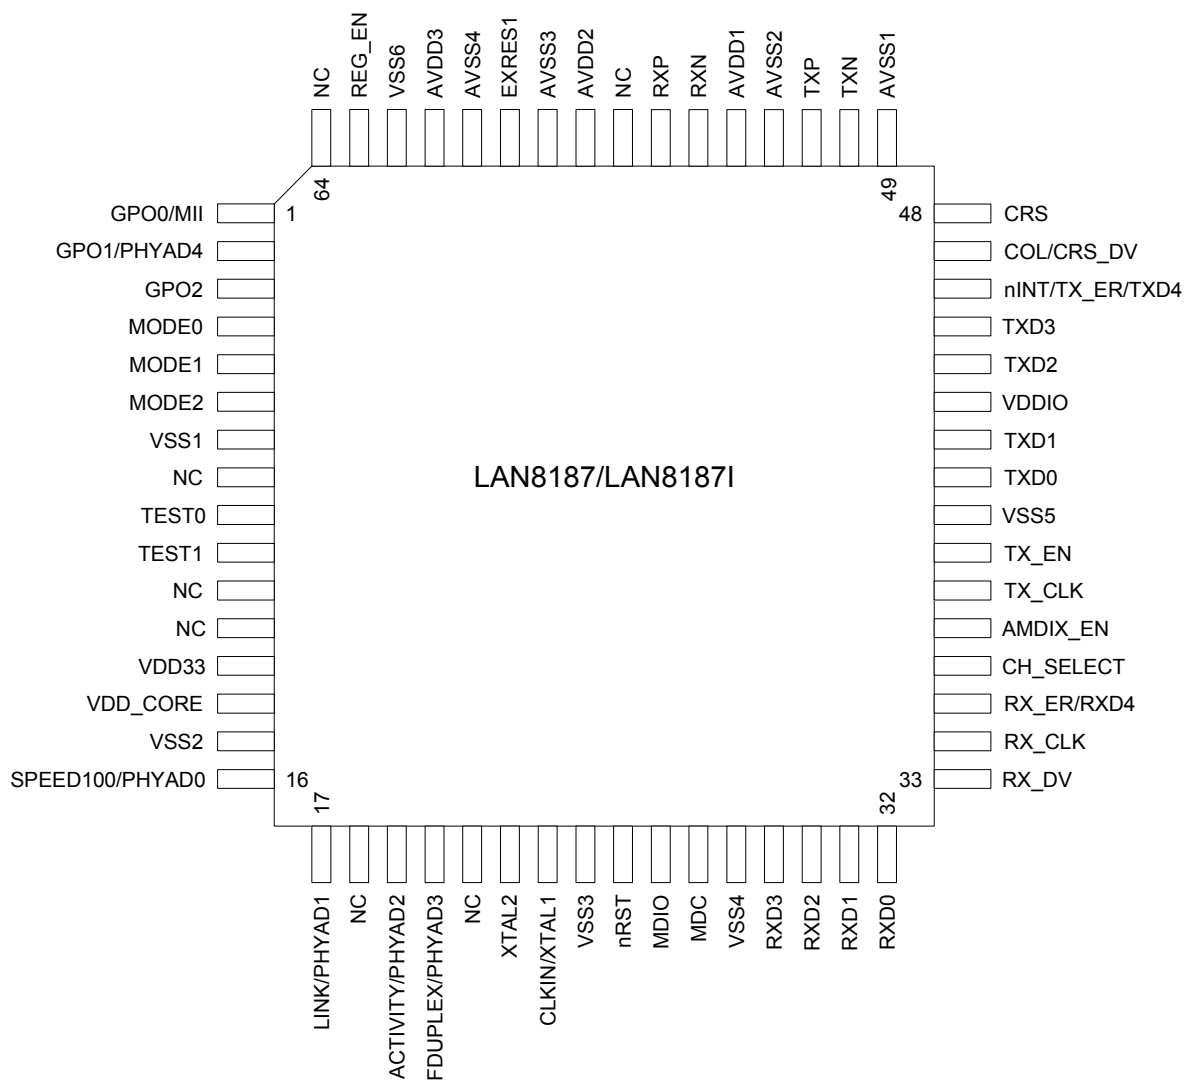 NC
REG_EN
VSS6
AVDD3
AVSS4
EXRES1
AVSS3
AVDD2
NC
RXP
RXN
AVDD1
AVSS2
TXP
TXN
AVSS1
64
49
GPO0/MII
1
GPO1/PHYAD4
GPO2
MODE0
MODE1
MODE2
VSS1
NC
TEST0
TEST1
NC
NC
VDD33
VDD_CORE
VSS2
SPEED100/PHYAD0
16
LAN8187/LAN8187I
48
CRS
COL/CRS_DV
nINT/TX_ER/TXD4
TXD3
TXD2
VDDIO
TXD1
TXD0
VSS5
TX_EN
TX_CLK
AMDIX_EN
CH_SELECT
RX_ER/RXD4
RX_CLK
33
RX_DV
17
32
LINK/PHYAD1
NC
ACTIVITY/PHYAD2
FDUPLEX/PHYAD3
NC
XTAL2
CLKIN/XTAL1
VSS3
nRST
MDIO
MDC
VSS4
RXD3
RXD2
RXD1
RXD0